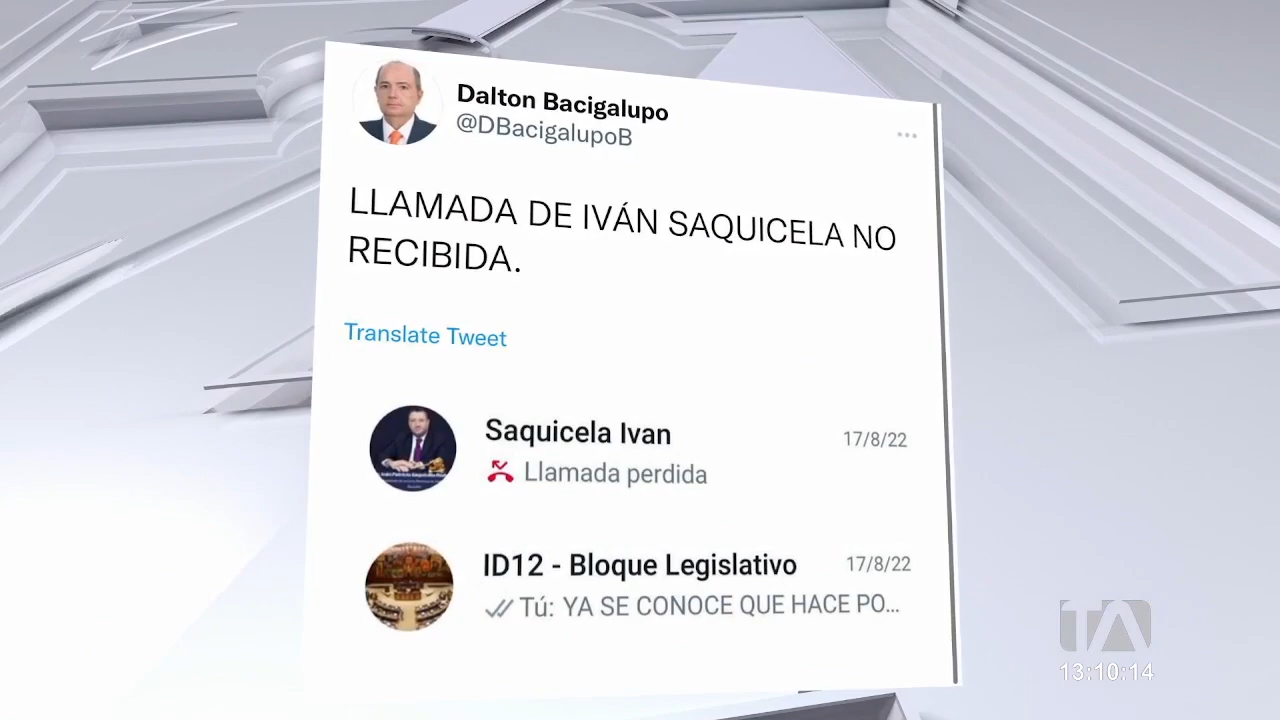 Dalton Bacigalupo
@DBacigalupoB
LLAMADA DE IVÁN SAQUICELA NO
RECIBIDA.
Translate Tweet
Saquicela Ivan
17/8/22
Llamada perdida
ID12 - Bloque Legislativo
17/8/22
Tú: YA SE CONOCE QUE HACE PO...
TA
13:10:14